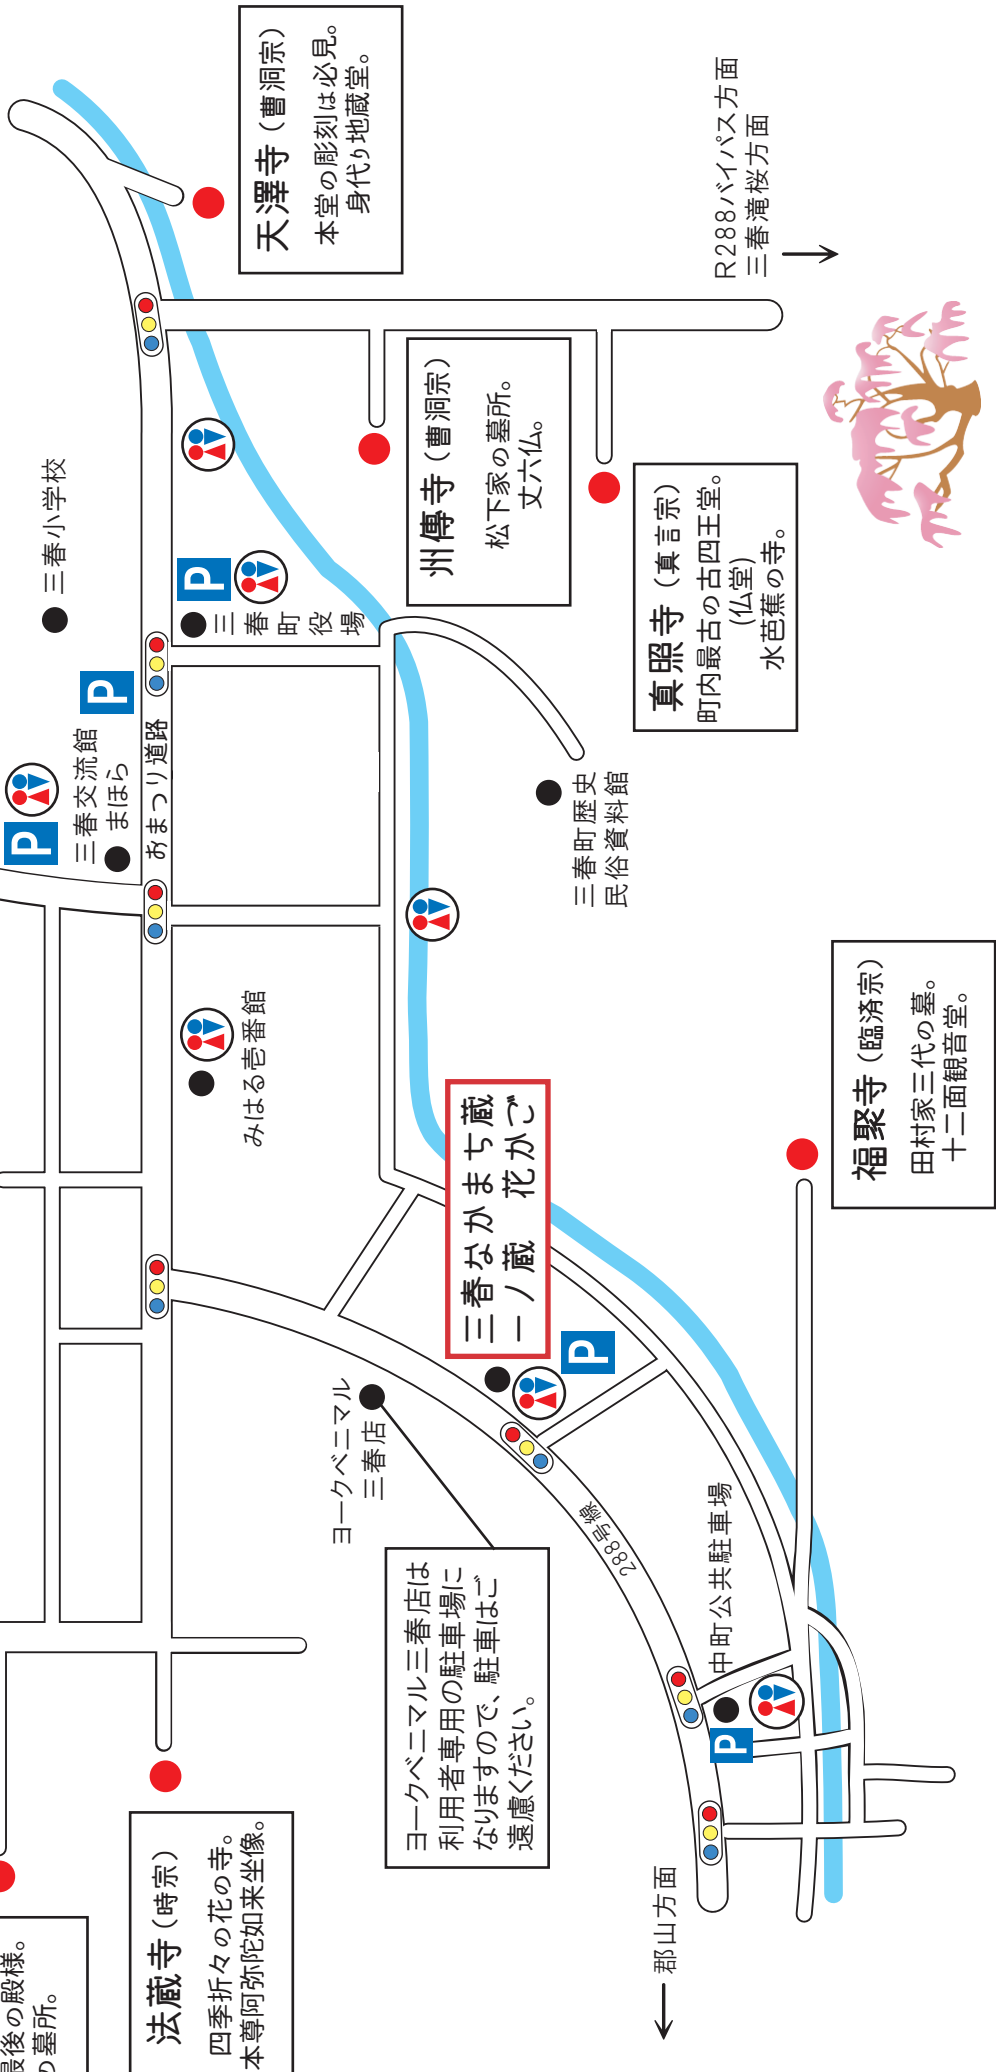 天澤寺（曹洞宗）
本堂の彫刻は必見。
身代り地蔵堂。
R288バイパス方面
三春滝桜方面
州傳寺（曹洞宗）
松下家の墓所。
丈六仏。
真照寺（真言宗）
町内最古の古四王堂。
(仏堂)
水芭蕉の寺。
三春小学校
P
三春町役場
P
P
三春交流館
まほら
おまつり道路
三春町歴史
民俗資料館
みはる壱番館
福聚寺（臨済宗）
田村家三代の墓。
十二面観音堂。
三春なかまち蔵
一ノ蔵 花かご
P
ヨークベニマル
三春店
ヨークベニマル三春店は
利用者専用の駐車場に
なりますので、駐車はご
遠慮ください。
288号線
中町公共駐車場
P
郡山方面
法蔵寺（時宗）
四季折々の花の寺。
本尊阿弥陀如来坐像。
最後の殿様。
の墓所。